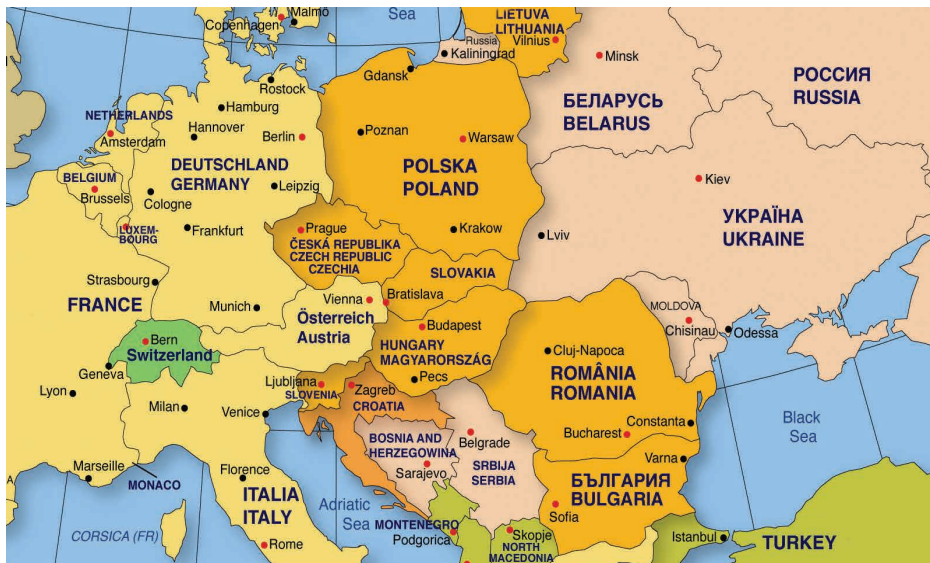 Malmö
Copenhagen
Sea
LIETUVA
LITHUANIA
Vilnius
Russia
Kaliningrad
Minsk
РОССИЯ
RUSSIA
БЕЛАРУСЬ
BELARUS
Gdansk
Rostock
Hamburg
NETHERLANDS
Amsterdam
Hannover
Berlin
Poznan
Warsaw
DEUTSCHLAND
GERMANY
POLSKA
POLAND
BELGIUM
Brussels
Cologne
Leipzig
Kiev
LUXEM-
BOURG
Frankfurt
Prague
Krakow
Lviv
УКРАЇНА
UKRAINE
ČESKÁ REPUBLIKA
CZECH REPUBLIC
CZECHIA
SLOVAKIA
Strasbourg
FRANCE
Munich
Vienna
Bratislava
Österreich
Austria
MOLDOVA
Chisinau
Odessa
Bern
Switzerland
Budapest
HUNGARY
MAGYARORSZÁG
Cluj-Napoca
ROMÂNIA
ROMANIA
Geneva
Pecs
Lyon
Ljubljana
SLOVENIA
Zagreb
CROATIA
Milan
Venice
Constanta
Black
Sea
Bucharest
BOSNIA AND
HERZEGOVINA
Belgrade
Sarajevo
SRBIJA
SERBIA
Varna
Marseille
MONACO
Florence
БЪЛГАРИЯ
BULGARIA
ITALIA
ITALY
Adriatic
Sea
Sofia
MONTENEGRO
Podgorica
Skopje
NORTH
MACEDONIA
Istanbul
TURKEY
CORSICA (FR)
Rome